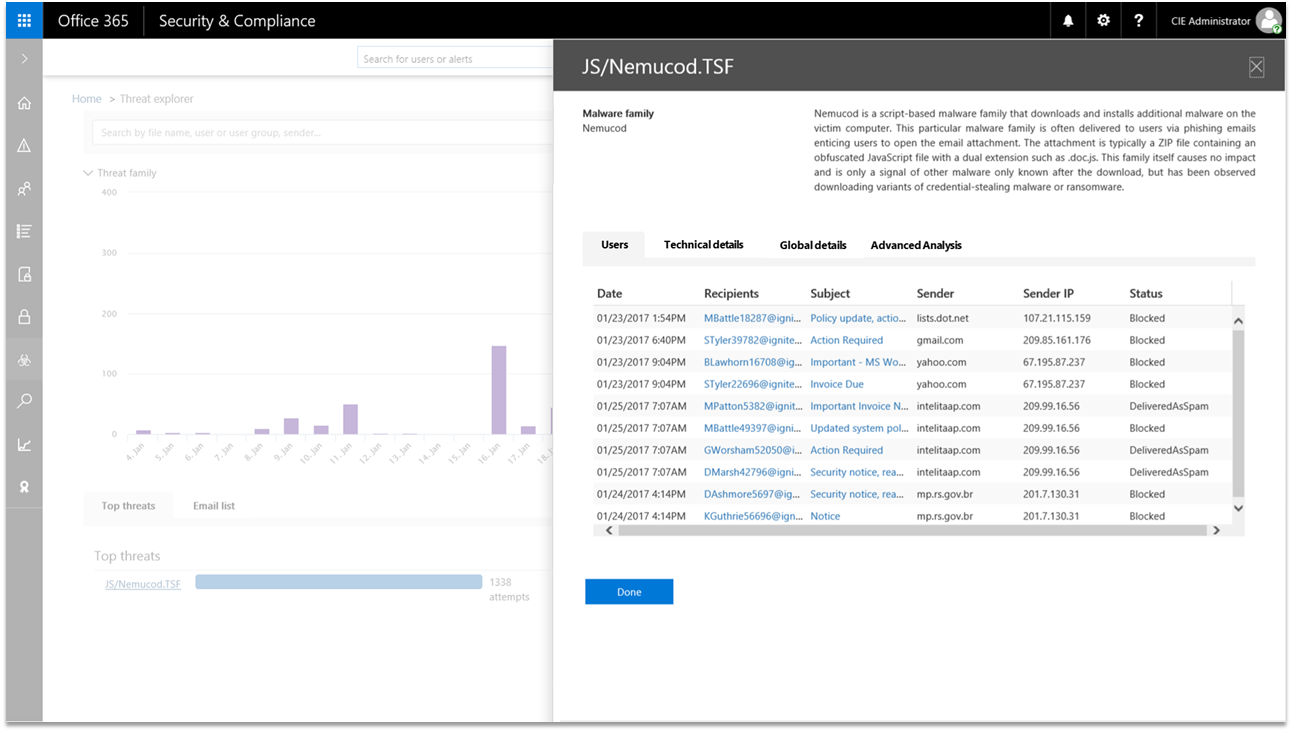 Office 365
Security & Compliance
CIE Administrator
Search for users or alerts
Home > Threat explorer
Search by file name, user or user group, sender...
Threat family
400
300
200
100
0
4. Jan
5. Jan
6. Jan
7. Jan
8. Jan
9. Jan
10. Jan
11. Jan
12. Jan
13. Jan
14. Jan
15. Jan
16. Jan
17. Jan
18. J
Top threats Email list
Top threats
JS/Nemucod.TSF
1338
attempts
JS/Nemucod.TSF
Malware family
Nemucod
Nemucod is a script-based malware family that downloads and installs additional malware on the
victim computer. This particular malware family is often delivered to users via phishing emails
enticing users to open the email attachment. The attachment is typically a ZIP file containing an
obfuscated JavaScript file with a dual extension such as .doc.js. This family itself causes no impact
and is only a signal of other malware only known after the download, but has been observed
downloading variants of credential-stealing malware or ransomware.
Users Technical details Global details Advanced Analysis
Date Recipients Subject Sender Sender IP Status
01/23/2017 1:54PM MBattle18287@igni... Policy update, actio... lists.dot.net 107.21.115.159 Blocked
01/23/2017 6:40PM STyler39782@ignite... Action Required gmail.com 209.85.161.176 Blocked
01/23/2017 9:04PM BLawhorn16708@ig... Important - MS Wo... yahoo.com 67.195.87.237 Blocked
01/23/2017 9:04PM STyler22696@ignite... Invoice Due yahoo.com 67.195.87.237 Blocked
01/25/2017 7:07AM MPatton5382@ignit... Important Invoice N... intelitaap.com 209.99.16.56 DeliveredAsSpam
01/25/2017 7:07AM MBattle49397@igni... Updated system pol... intelitaap.com 209.99.16.56 Blocked
01/25/2017 7:07AM GWorsham52050@i... Action Required intelitaap.com 209.99.16.56 DeliveredAsSpam
01/25/2017 7:07AM DMarsh42796@igni... Security notice, rea... intelitaap.com 209.99.16.56 DeliveredAsSpam
01/24/2017 4:14PM DAshmore5697@ig... Security notice, rea... mp.rs.gov.br 201.7.130.31 Blocked
01/24/2017 4:14PM KGuthrie56696@ign... Notice mp.rs.gov.br 201.7.130.31 Blocked
Done